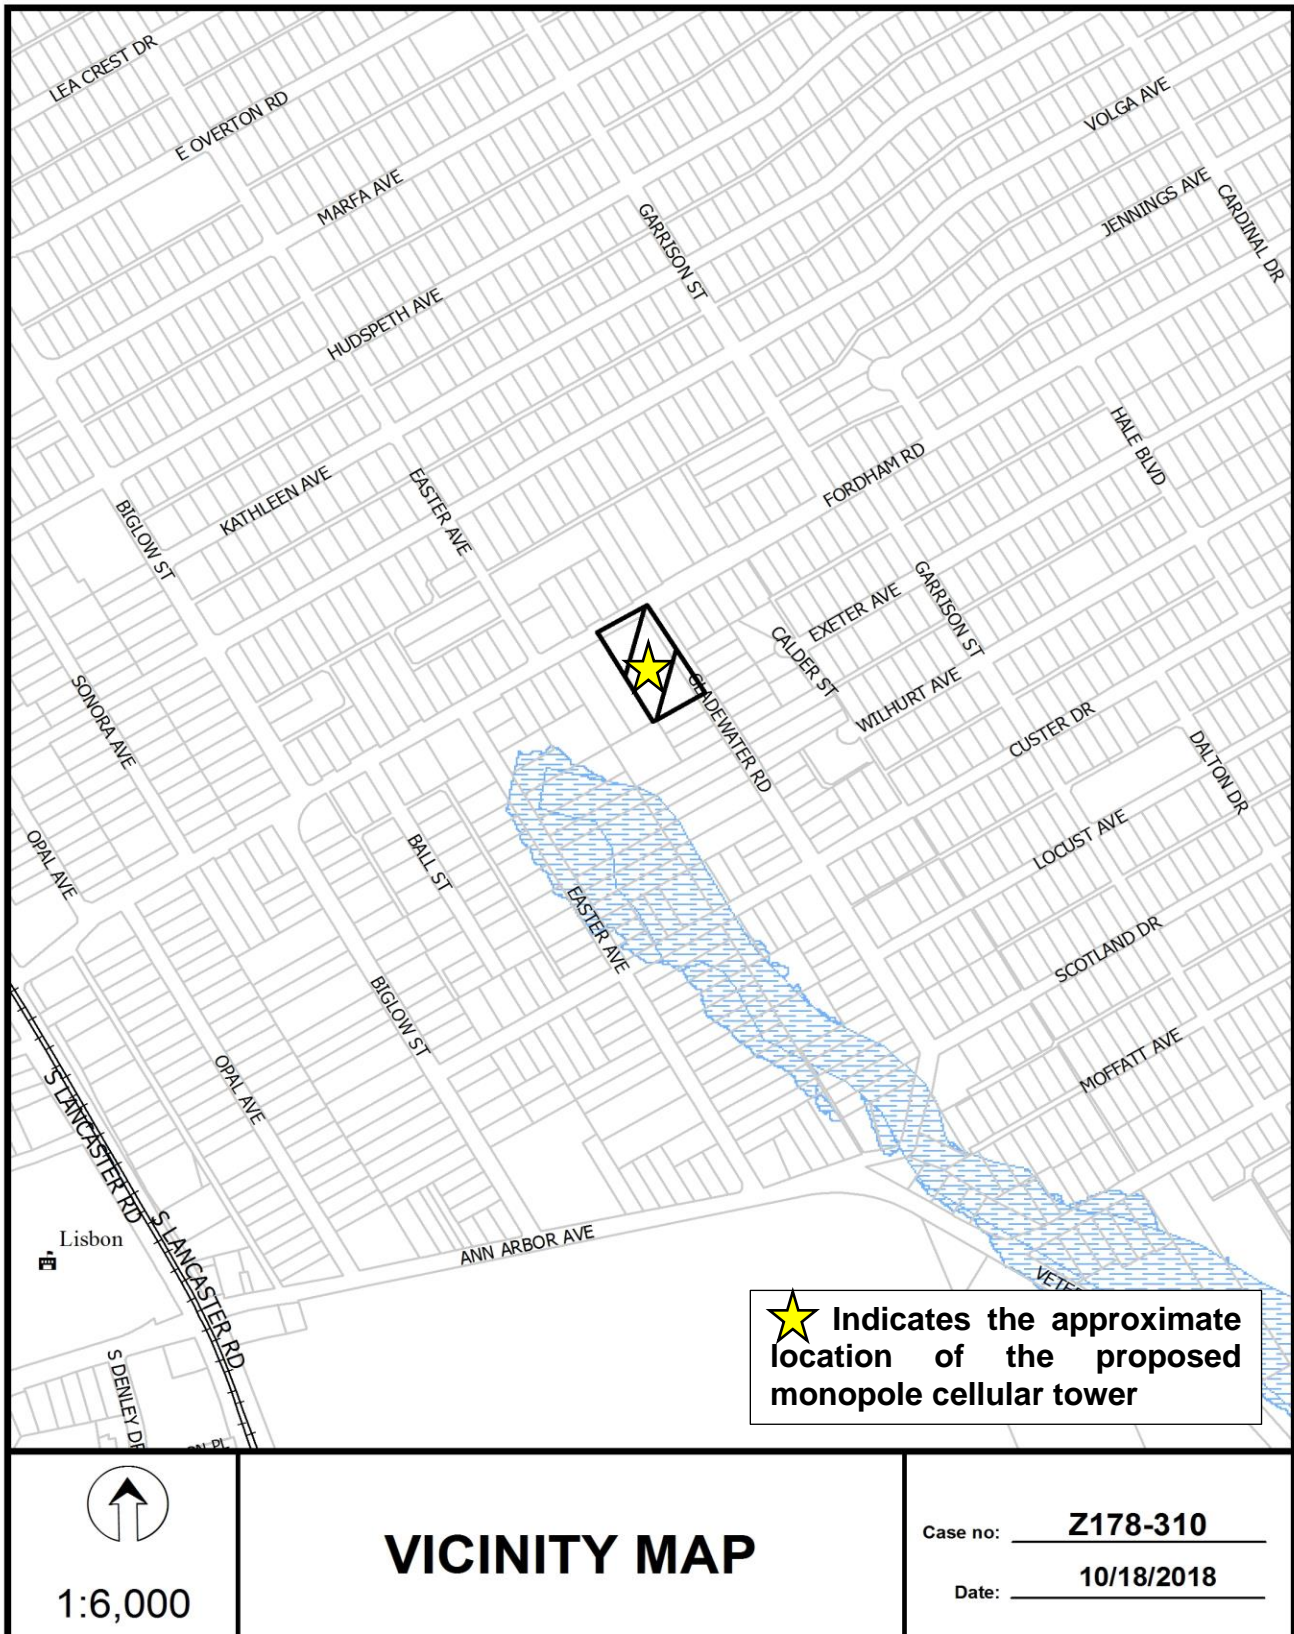 LEA CREST DR
E OVERTON RD
MARFA AVE
VOLGA AVE
JENNINGS AVE
CARDINAL DR
GARRISON ST
HUDSPETH AVE
HALE BLVD
FORDHAM RD
KATHLEEN AVE
EASTER AVE
BIGLOW ST
GARRISON ST
EXETER AVE
CALDER ST
WILHURT AVE
GLADEWATER RD
SONORA AVE
CUSTER DR
DALTON DR
LOCUST AVE
OPAL AVE
BALL ST
EASTER AVE
SCOTLAND DR
BIGLOW ST
MOFFATT AVE
OPAL AVE
S LANCASTER RD
S LANCASTER RD
Lisbon
ANN ARBOR AVE
S DENLEY DR
PL
Indicates the approximate
location of the proposed
monopole cellular tower
1:6,000
VICINITY MAP
Case no: Z178-310
Date: 10/18/2018